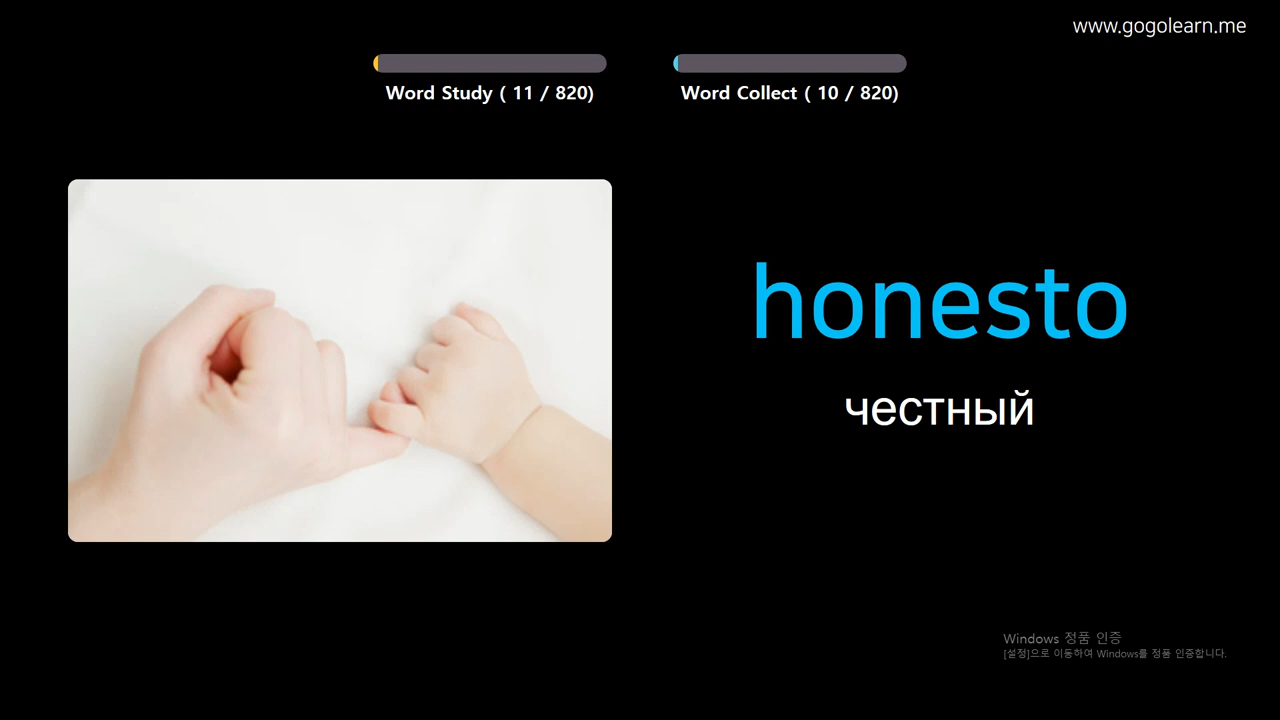 www.gogolearn.me
Word Study ( 11 / 820)
Word Collect ( 10 / 820)
honesto
честный
Windows 정품 인증
[설정]으로 이동하여 Windows를 정품 인증합니다.